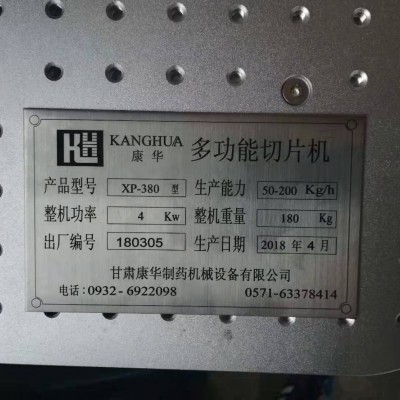 KH KANGHUA 多功能切片机
康华
产品型号 XP-380 型 生产能力 50-200 Kg/h
整机功率 4 Kw 整机重量 180 Kg
出厂编号 180305 生产日期 2018 年 4 月
甘肃康华制药机械设备有限公司
电话:0932-6922098 0571-63378414